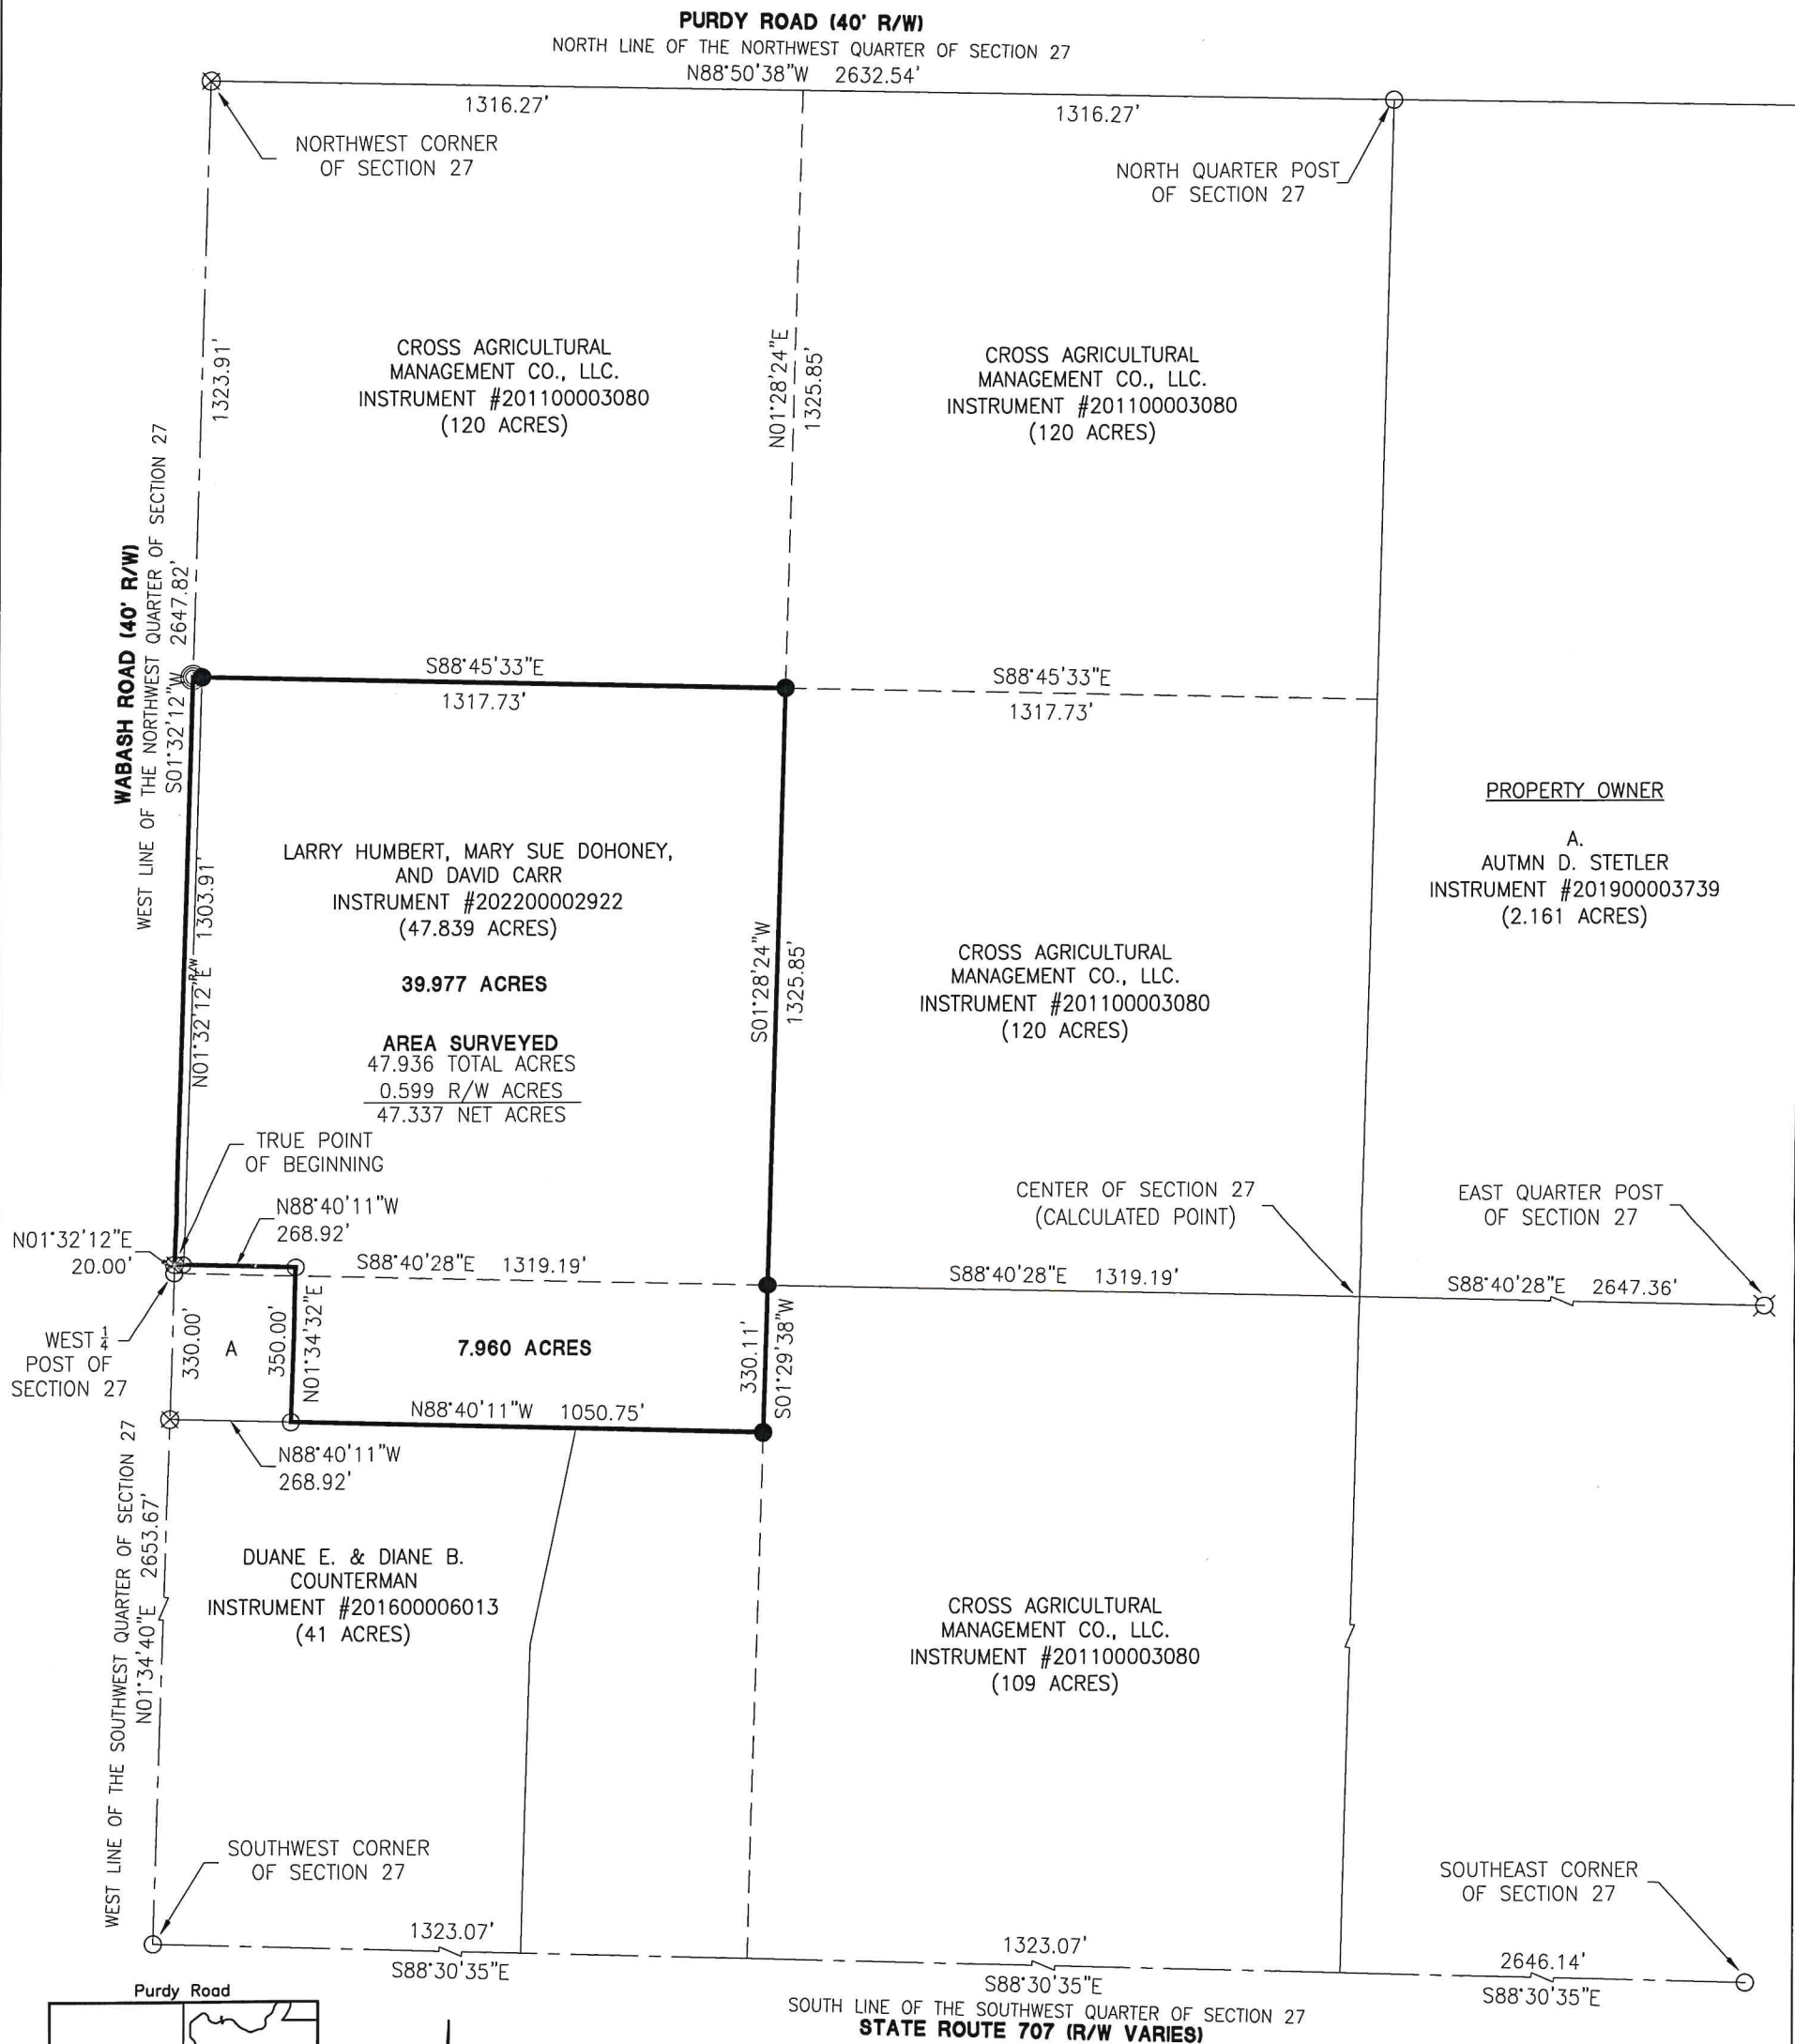 PURDY ROAD (40' R/W)
NORTH LINE OF THE NORTHWEST QUARTER OF SECTION 27
N88°50'38"W 2632.54'
1316.27'
1316.27'
NORTHWEST CORNER
OF SECTION 27
NORTH QUARTER POST
OF SECTION 27
1323.91'
CROSS AGRICULTURAL
MANAGEMENT CO., LLC.
INSTRUMENT #201100003080
(120 ACRES)
N01°28'24"E
1325.85'
CROSS AGRICULTURAL
MANAGEMENT CO., LLC.
INSTRUMENT #201100003080
(120 ACRES)
WABASH ROAD (40' R/W)
WEST LINE OF THE NORTHWEST QUARTER OF SECTION 27
S01°32'12"W 2647.82'
S88°45'33"E
1317.73'
S88°45'33"E
1317.73'
N01°32'12"E 1303.91'
R/W
LARRY HUMBERT, MARY SUE DOHONEY,
AND DAVID CARR
INSTRUMENT #202200002922
(47.839 ACRES)
39.977 ACRES
AREA SURVEYED
47.936 TOTAL ACRES
0.599 R/W ACRES
47.337 NET ACRES
S01°28'24"W
1325.85'
CROSS AGRICULTURAL
MANAGEMENT CO., LLC.
INSTRUMENT #201100003080
(120 ACRES)
PROPERTY OWNER
A.
AUTMN D. STETLER
INSTRUMENT #201900003739
(2.161 ACRES)
TRUE POINT
OF BEGINNING
N88°40'11"W
268.92'
N01°32'12"E
20.00'
S88°40'28"E 1319.19'
CENTER OF SECTION 27
(CALCULATED POINT)
S88°40'28"E 1319.19'
EAST QUARTER POST
OF SECTION 27
S88°40'28"E 2647.36'
WEST 1/4
POST OF
SECTION 27
330.00'
A
350.00'
N01°34'32"E
7.960 ACRES
330.11'
S01°29'38"W
N88°40'11"W 1050.75'
N88°40'11"W
268.92'
WEST LINE OF THE SOUTHWEST QUARTER OF SECTION 27
N01°34'40"E 2653.67'
DUANE E. & DIANE B.
COUNTERMAN
INSTRUMENT #201600006013
(41 ACRES)
CROSS AGRICULTURAL
MANAGEMENT CO., LLC.
INSTRUMENT #201100003080
(109 ACRES)
SOUTHWEST CORNER
OF SECTION 27
SOUTHEAST CORNER
OF SECTION 27
1323.07'
S88°30'35"E
1323.07'
S88°30'35"E
2646.14'
S88°30'35"E
SOUTH LINE OF THE SOUTHWEST QUARTER OF SECTION 27
STATE ROUTE 707 (R/W VARIES)
Purdy Road